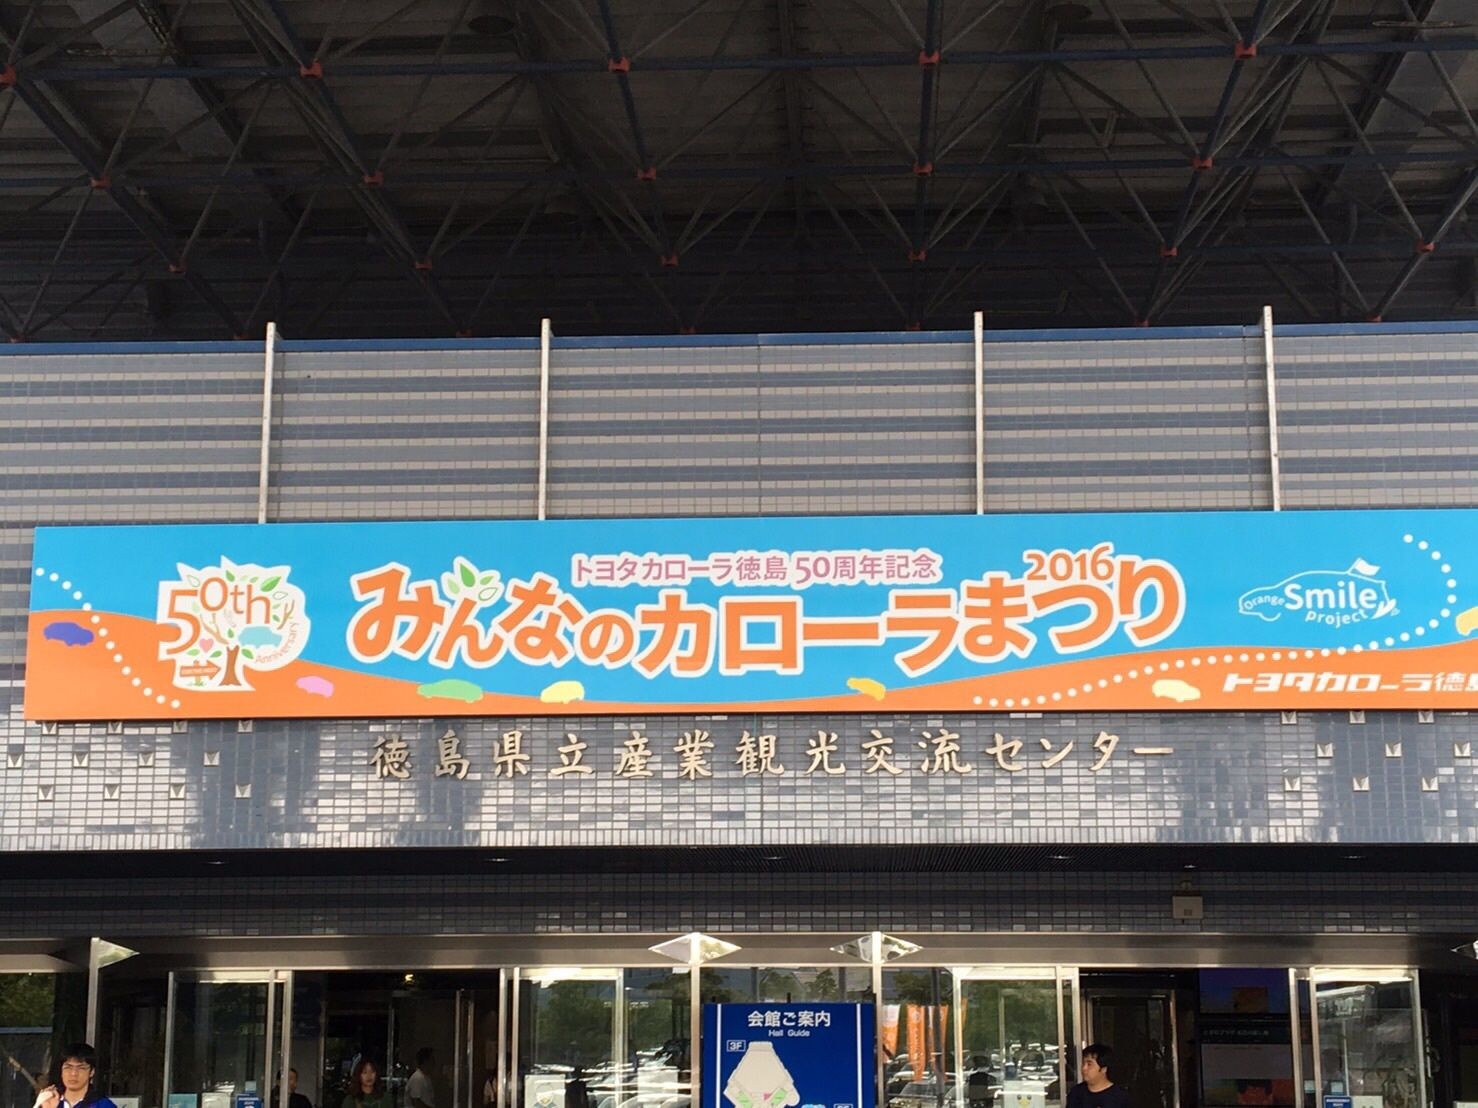 トヨタカローラ徳島 50周年記念
50th
Anniversary
みんなのカローラまつり
2016
Orange
Smile
Project
トヨタカローラ徳島
徳島県立産業観光交流センター
会館ご案内
Hall Guide
3F